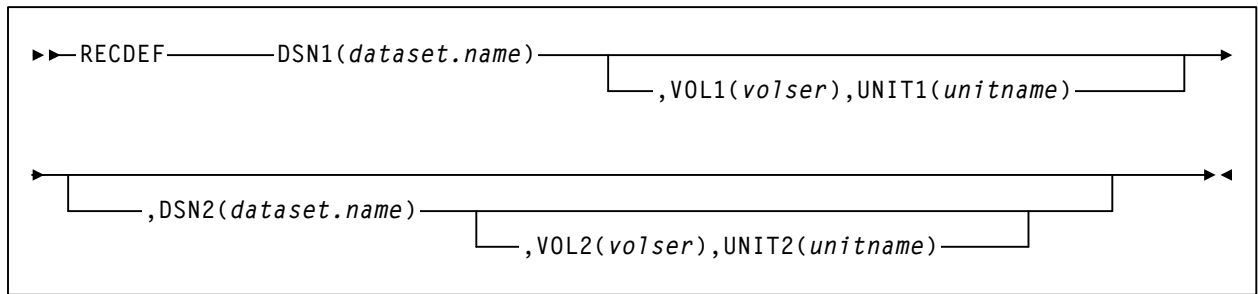 RECDEF DSN1(dataset.name)
,VOL1(volser),UNIT1(unitname)
,DSN2(dataset.name)
,VOL2(volser),UNIT2(unitname)